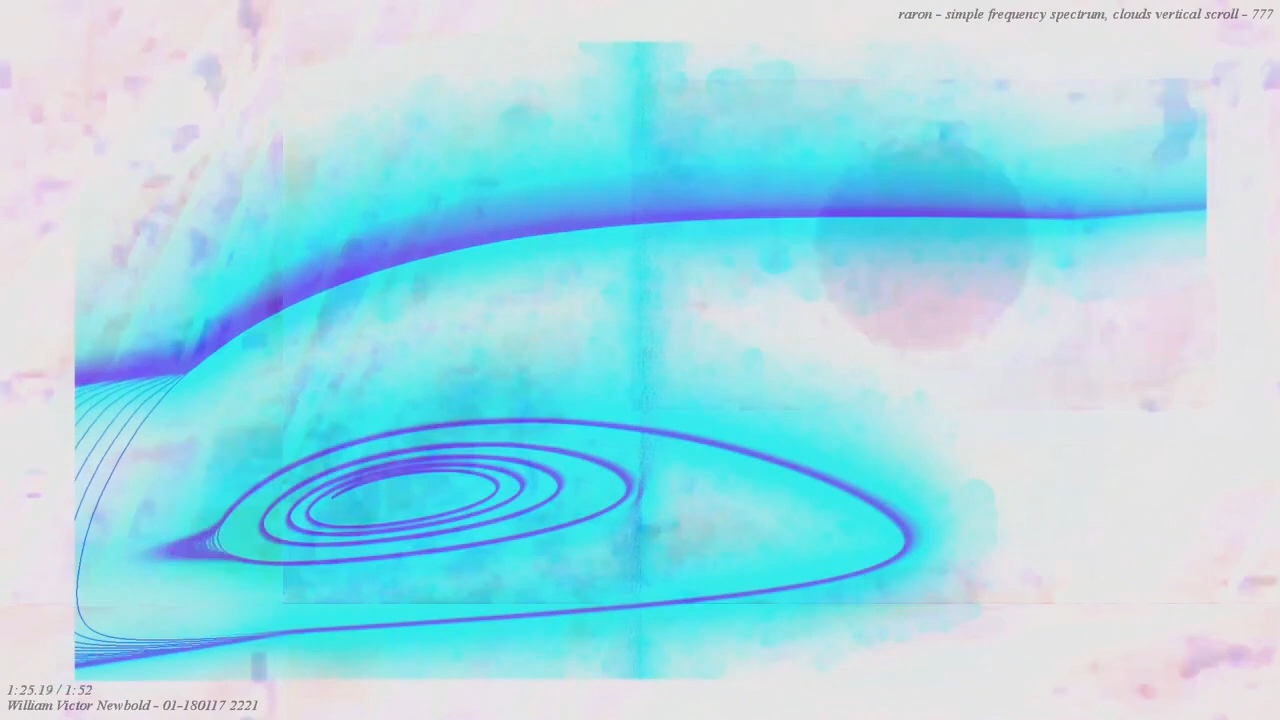 raron - simple frequency spectrum, clouds vertical scroll - 777
1:25.19 / 1:52
William Victor Newbold - 01-180117 2221